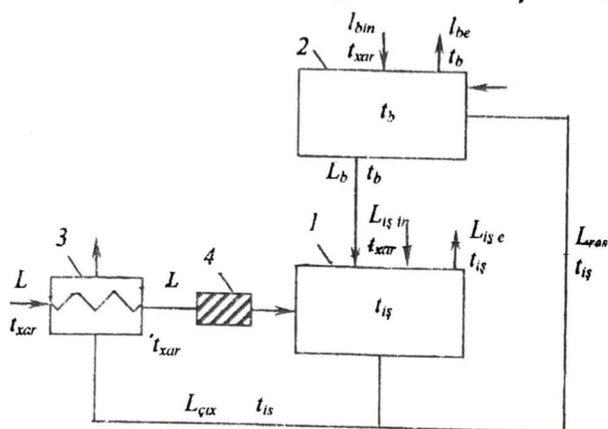 l_bin l_be
2 t_xar t_b
t_b
L_b t_b
1 L_iş in L_iş e
t_xar t_iş
3 4
L L
t_iş
t_xar t_xar
t_iş
L_çıx t_is